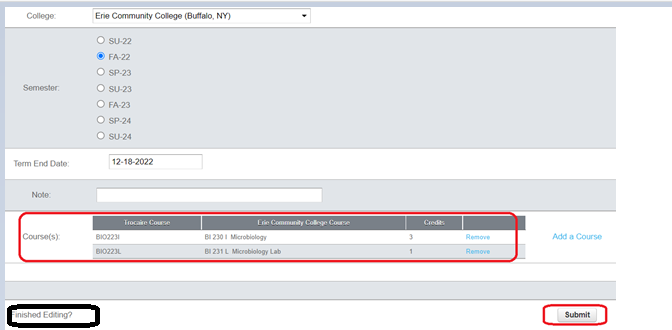 College: Erie Community College (Buffalo, NY)
Semester:
SU-22
FA-22
SP-23
SU-23
FA-23
SP-24
SU-24
Term End Date: 12-18-2022
Note:
Course(s):
Trocaire Course Erie Community College Course Credits
BIO223I BI 230 I Microbiology 3 Remove
BIO223L BI 231 L Microbiology Lab 1 Remove
Add a Course
Finished Editing? Submit